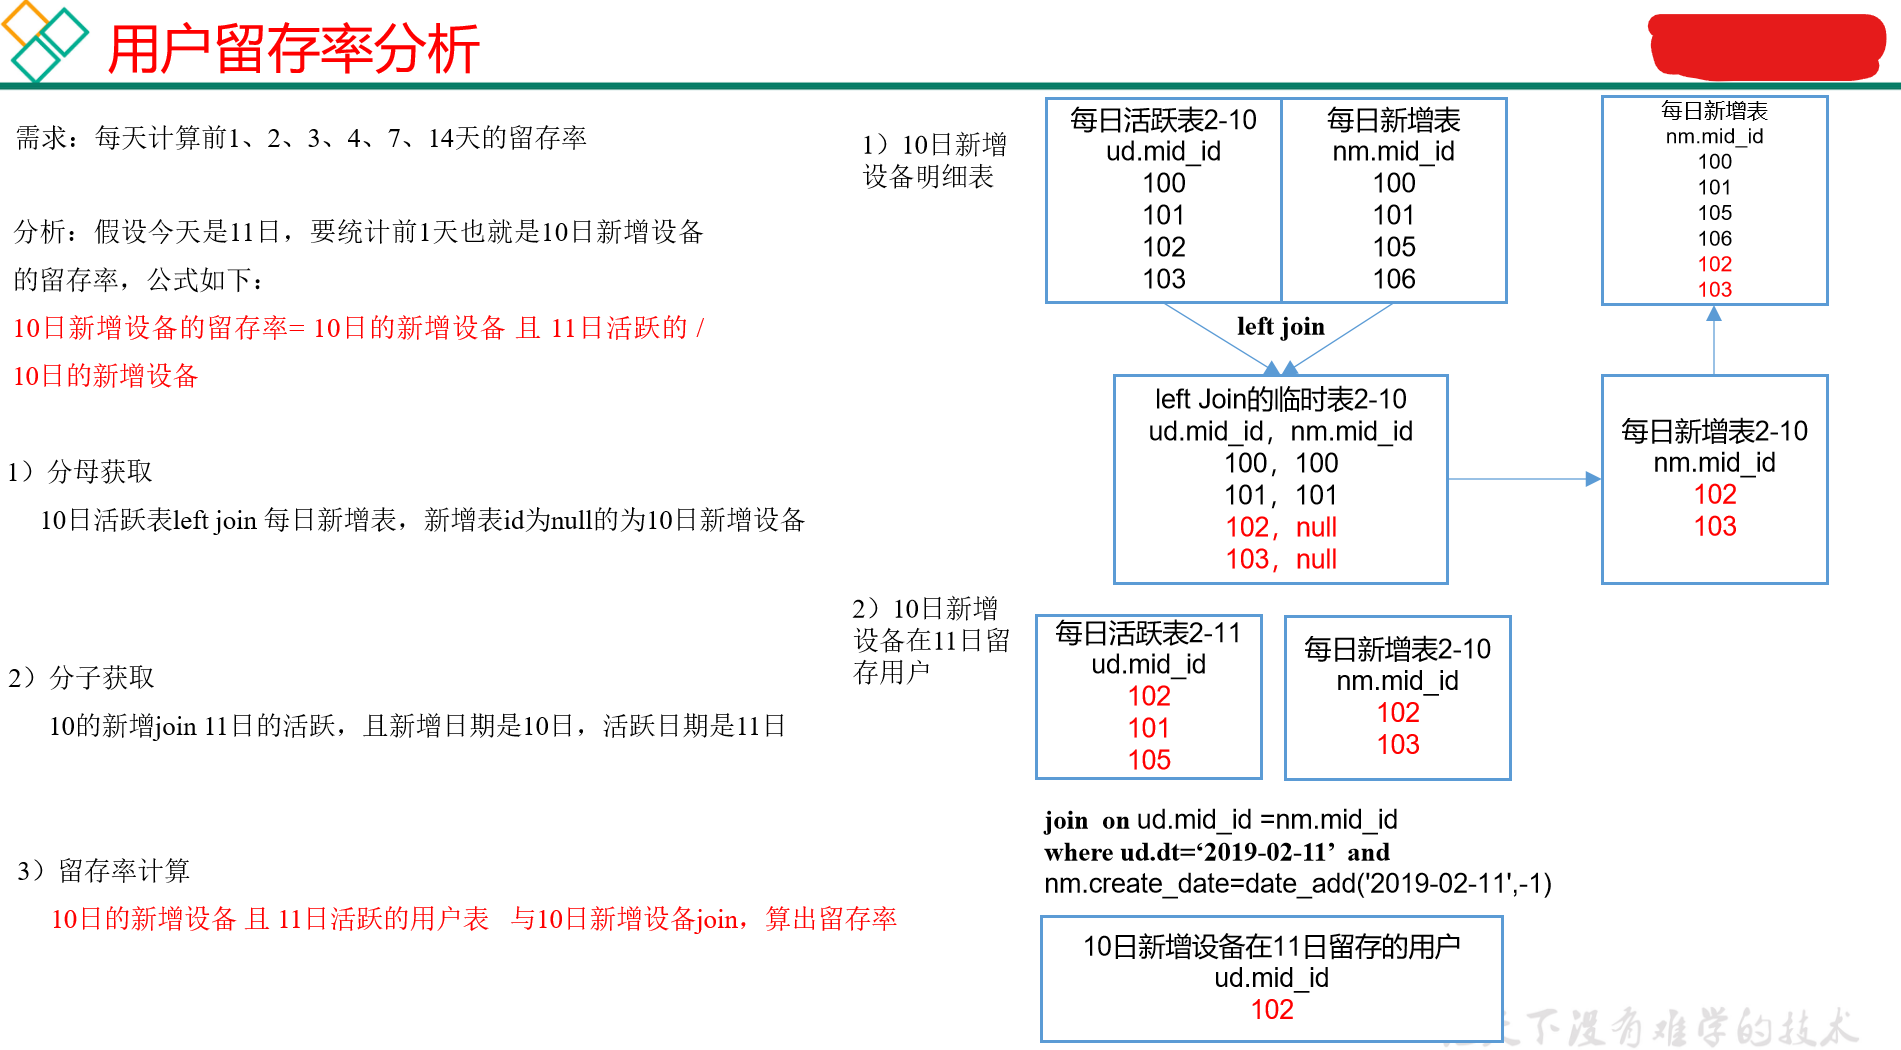 用户留存率分析
需求：每天计算前1、2、3、4、7、14天的留存率
分析：假设今天是11日，要统计前1天也就是10日新增设备
的留存率，公式如下：
10日新增设备的留存率= 10日的新增设备 且 11日活跃的 /
10日的新增设备
1）分母获取
10日活跃表left join 每日新增表，新增表id为null的为10日新增设备
2）分子获取
10的新增join 11日的活跃，且新增日期是10日，活跃日期是11日
3）留存率计算
10日的新增设备 且 11日活跃的用户表 与10日新增设备join，算出留存率
1）10日新增
设备明细表
每日活跃表2-10
ud.mid_id
100
101
102
103
每日新增表
nm.mid_id
100
101
105
106
left join
left Join的临时表2-10
ud.mid_id，nm.mid_id
100，100
101，101
102，null
103，null
每日新增表2-10
nm.mid_id
102
103
每日新增表
nm.mid_id
100
101
105
106
102
103
2）10日新增
设备在11日留
存用户
每日活跃表2-11
ud.mid_id
102
101
105
每日新增表2-10
nm.mid_id
102
103
join on ud.mid_id =nm.mid_id
where ud.dt=‘2019-02-11’ and
nm.create_date=date_add('2019-02-11',-1)
10日新增设备在11日留存的用户
ud.mid_id
102
天下没有难学的技术